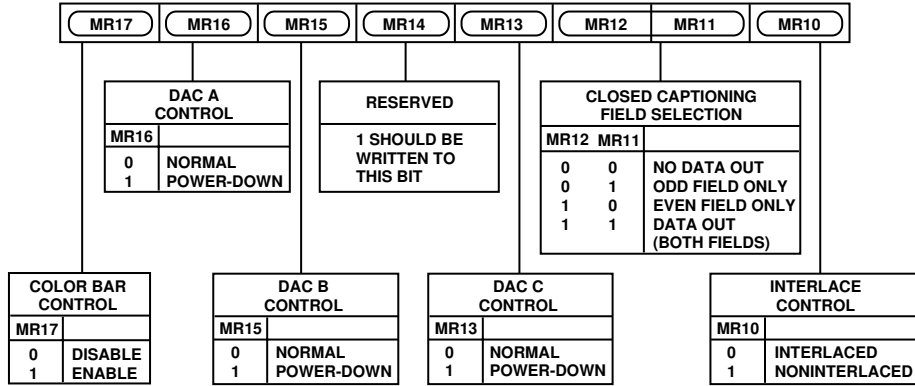 MR17 MR16 MR15 MR14 MR13 MR12 MR11 MR10
DAC A
CONTROL
MR16
0 NORMAL
1 POWER-DOWN
RESERVED
1 SHOULD BE
WRITTEN TO
THIS BIT
CLOSED CAPTIONING
FIELD SELECTION
MR12 MR11
0 0 NO DATA OUT
0 1 ODD FIELD ONLY
1 0 EVEN FIELD ONLY
1 1 DATA OUT
(BOTH FIELDS)
COLOR BAR
CONTROL
MR17
0 DISABLE
1 ENABLE
DAC B
CONTROL
MR15
0 NORMAL
1 POWER-DOWN
DAC C
CONTROL
MR13
0 NORMAL
1 POWER-DOWN
INTERLACE
CONTROL
MR10
0 INTERLACED
1 NONINTERLACED